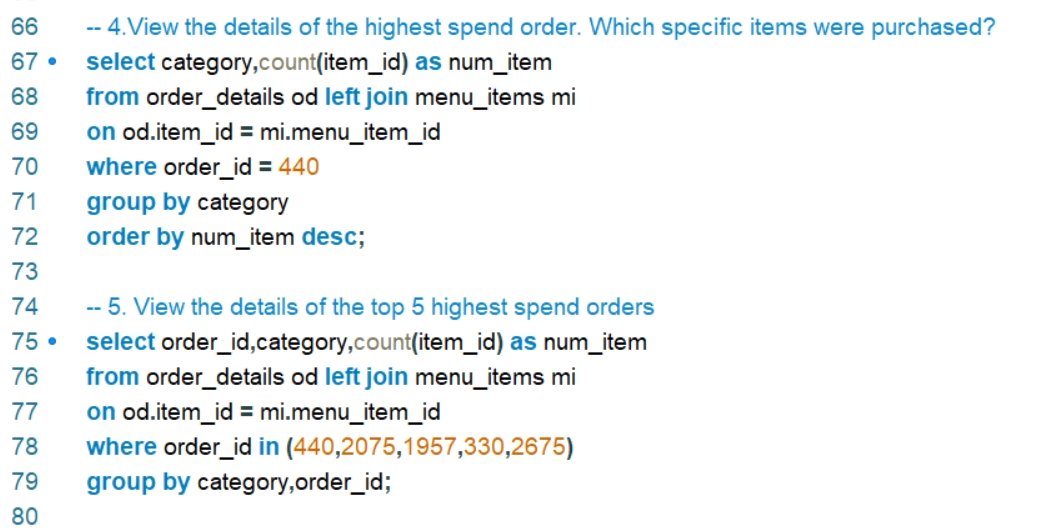 66 -- 4.View the details of the highest spend order. Which specific items were purchased?
67 • select category,count(item_id) as num_item
68 from order_details od left join menu_items mi
69 on od.item_id = mi.menu_item_id
70 where order_id = 440
71 group by category
72 order by num_item desc;
73
74 -- 5. View the details of the top 5 highest spend orders
75 • select order_id,category,count(item_id) as num_item
76 from order_details od left join menu_items mi
77 on od.item_id = mi.menu_item_id
78 where order_id in (440,2075,1957,330,2675)
79 group by category,order_id;
80